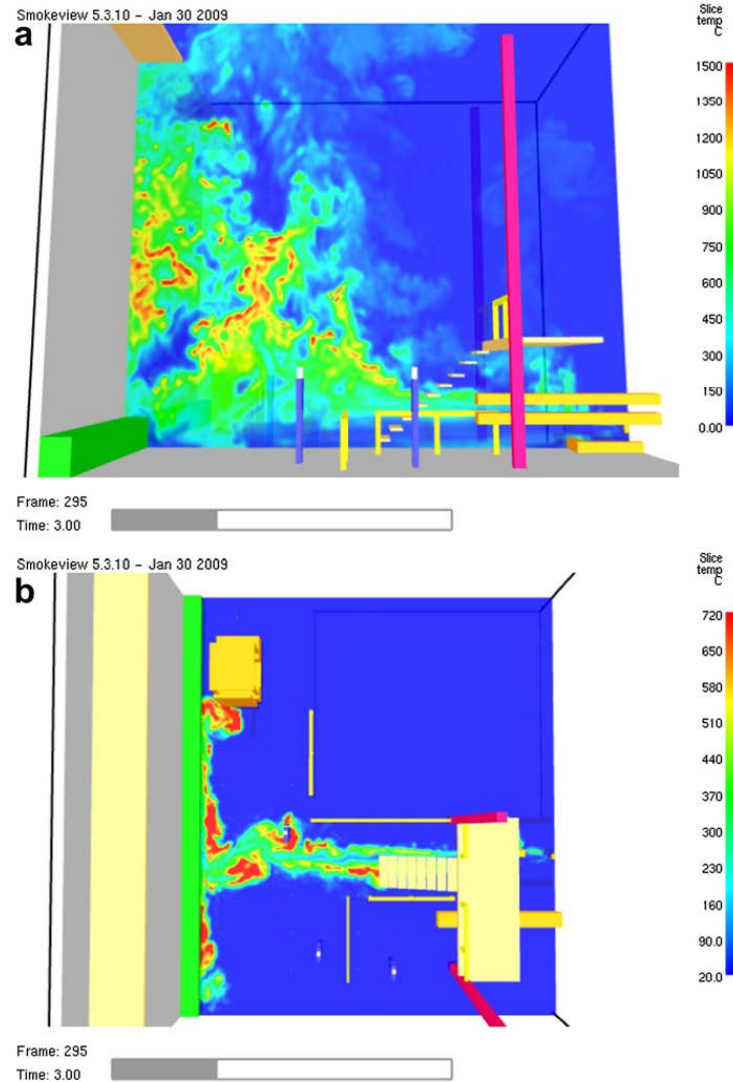 Smokeview 5.3.10 - Jan 30 2009
a
Slice
temp
C
1500
1350
1200
1050
900
750
600
450
300
150
0.00
Frame: 295
Time: 3.00
Smokeview 5.3.10 - Jan 30 2009
b
Slice
temp
C
720
650
580
510
440
370
300
230
160
90.0
20.0
Frame: 295
Time: 3.00